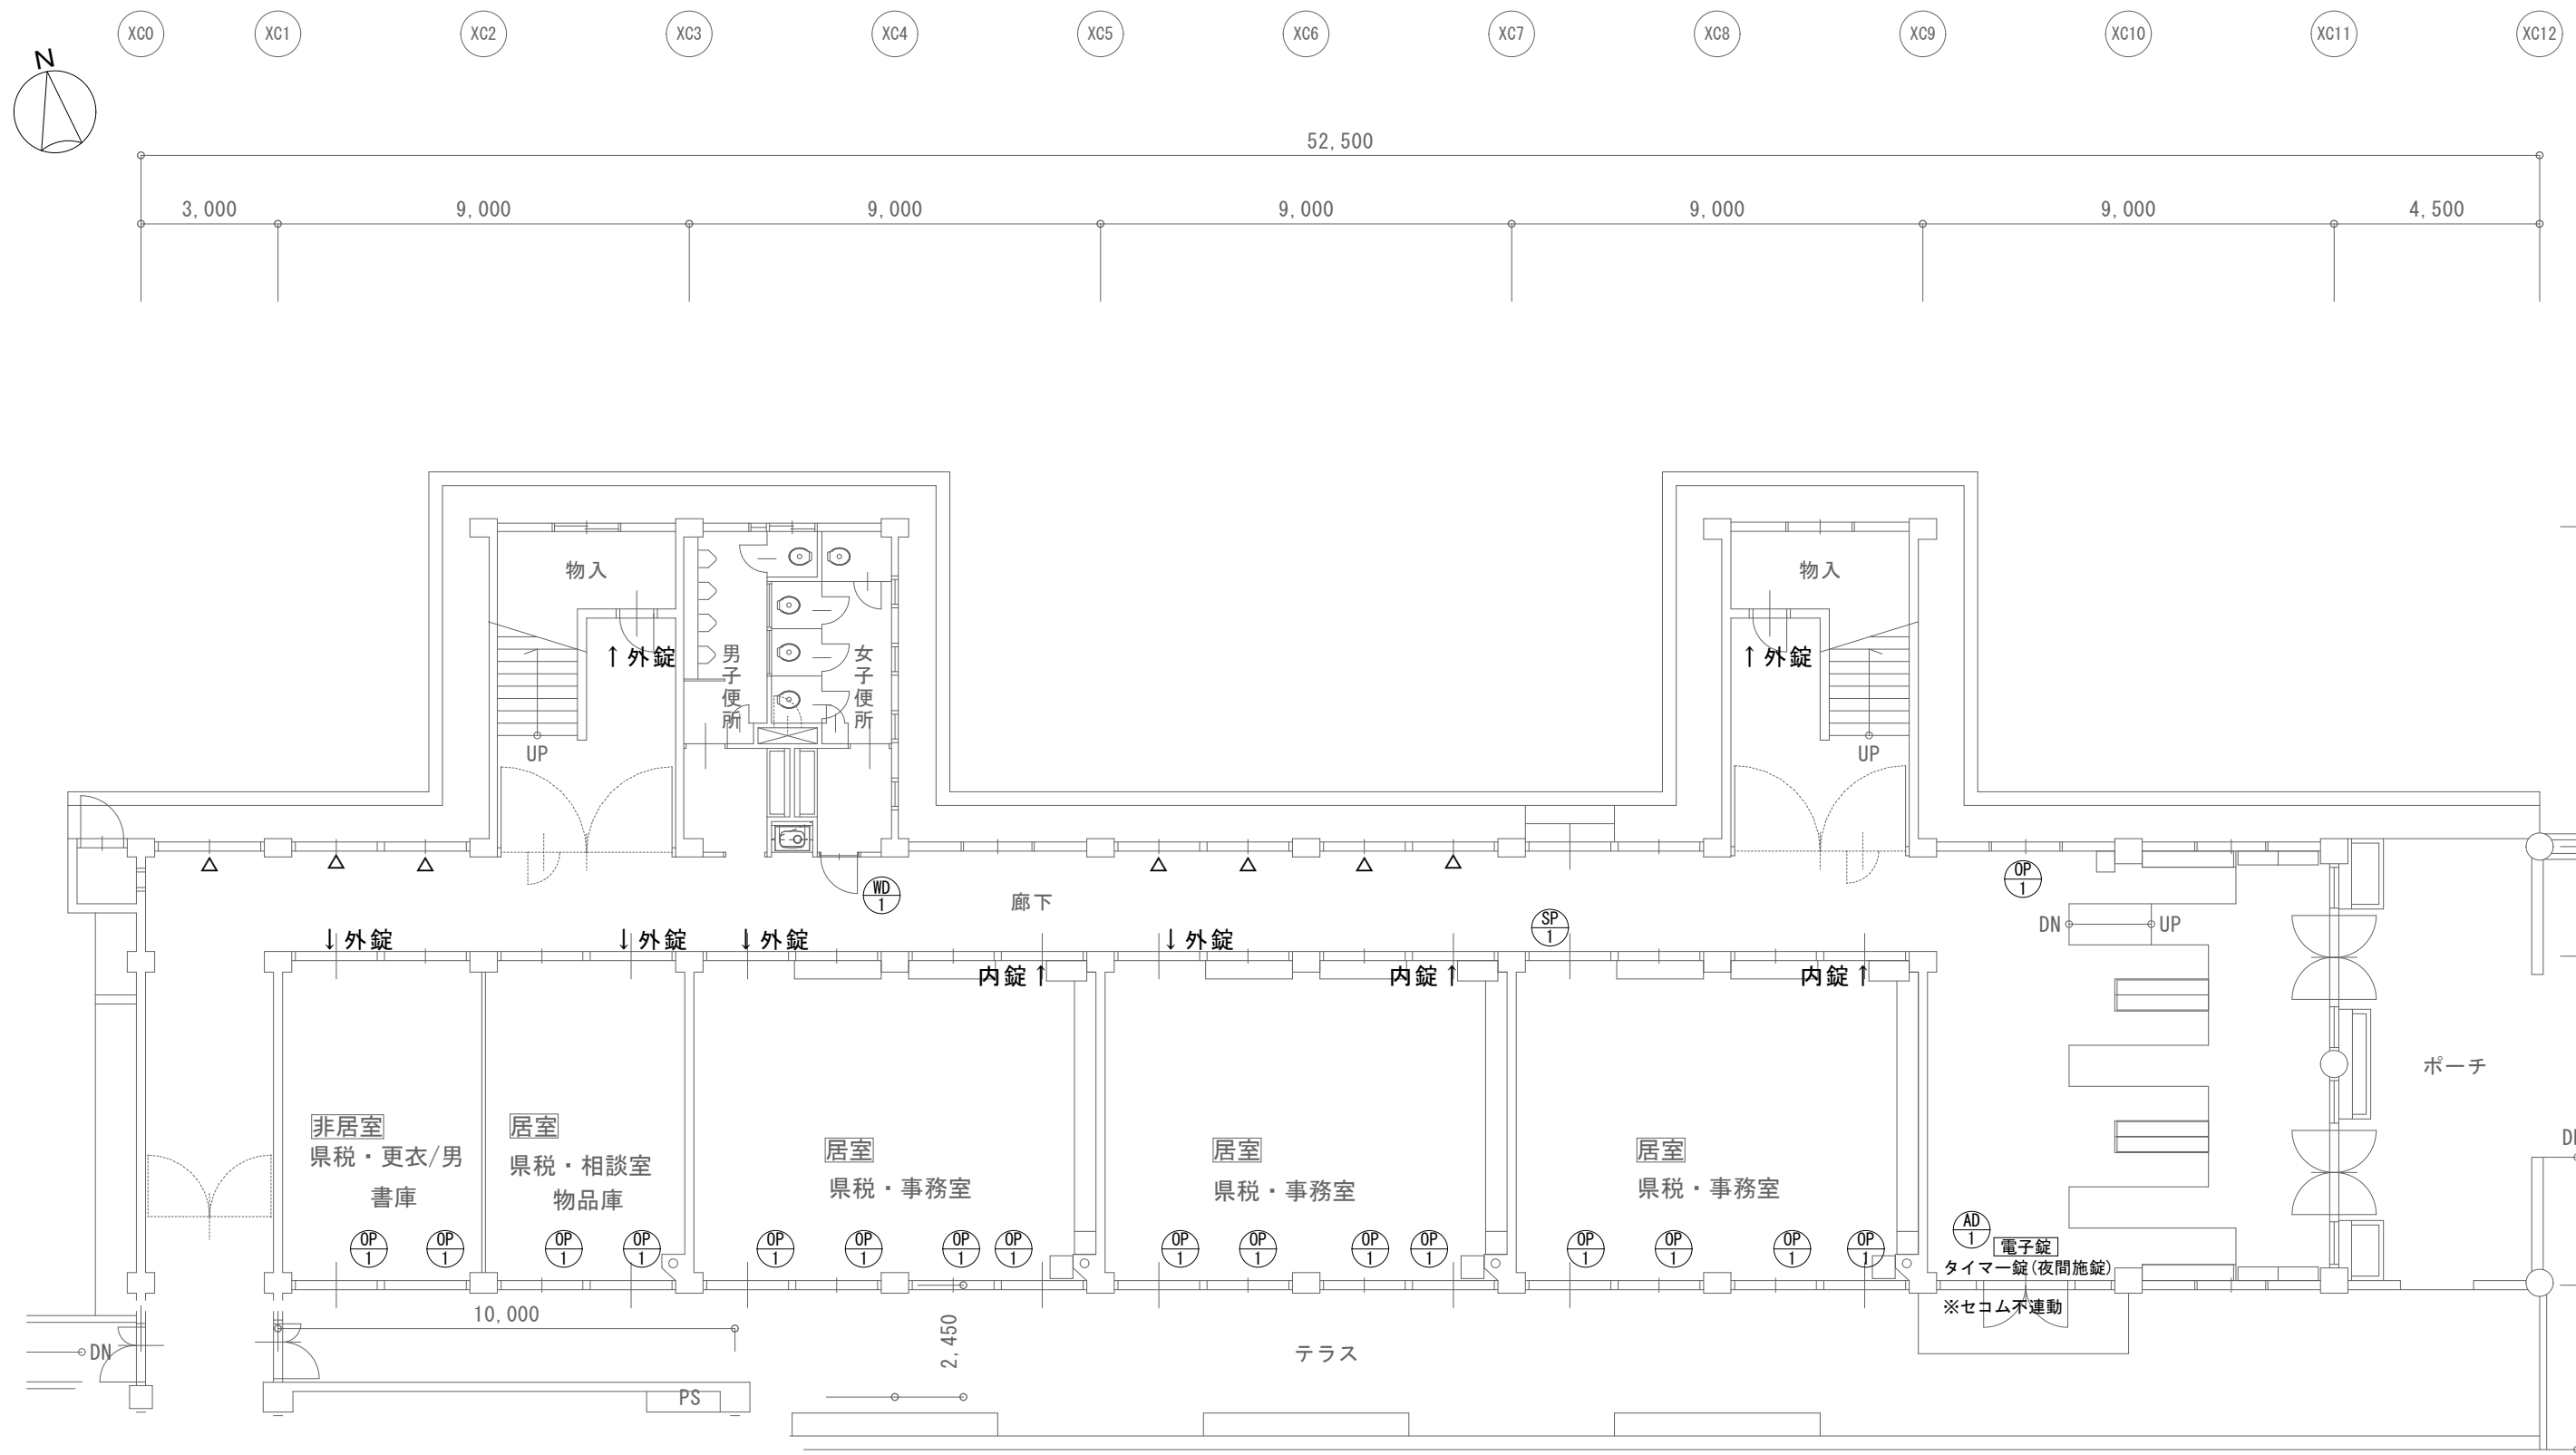 XC0 XC1 XC2 XC3 XC4 XC5 XC6 XC7 XC8 XC9 XC10 XC11 XC12
N
52,500
3,000 9,000 9,000 9,000 9,000 9,000 4,500
物入
物入
↑外錠
男子便所
女子便所
↑外錠
UP
UP
WD
1
廊下
OP
1
SP
1
DN
UP
↓外錠
↓外錠
↓外錠
↓外錠
内錠↑
内錠↑
内錠↑
ポーチ
非居室
県税・更衣/男
書庫
居室
県税・相談室
物品庫
居室
県税・事務室
居室
県税・事務室
居室
県税・事務室
DN
OP
1
OP
1
OP
1
OP
1
OP
1
OP
1
OP
1
OP
1
OP
1
OP
1
OP
1
OP
1
OP
1
OP
1
OP
1
OP
1
AD
1
電子錠
タイマー錠(夜間施錠)
※セコム不連動
10,000
2,450
DN
テラス
PS